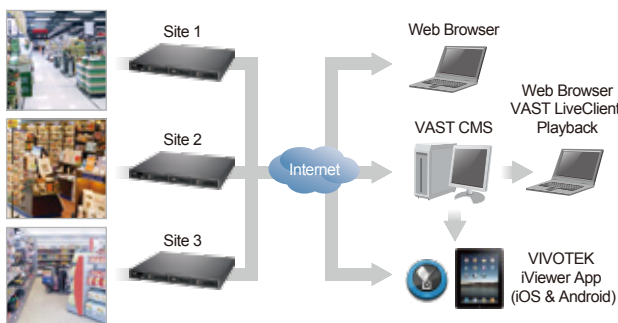 Site 1
Web Browser
Site 2
VAST CMS
Web Browser
VAST LiveClient
Playback
Internet
Site 3
VIVOTEK
iViewer App
(iOS & Android)